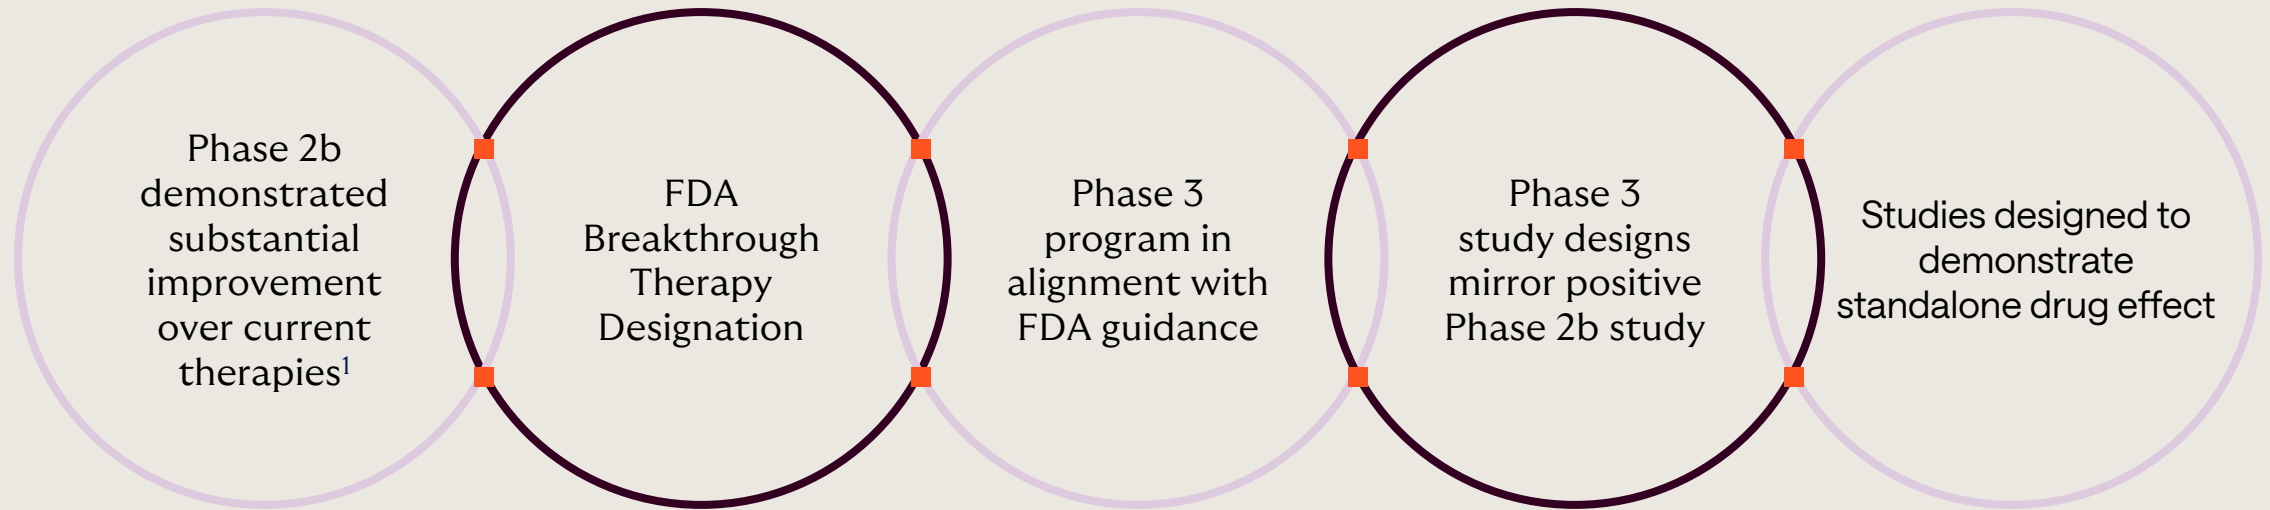 Phase 2b
demonstrated
substantial
improvement
over current
therapies¹
FDA
Breakthrough
Therapy
Designation
Phase 3
program in
alignment with
FDA guidance
Phase 3
study designs
mirror positive
Phase 2b study
Studies designed to
demonstrate
standalone drug effect